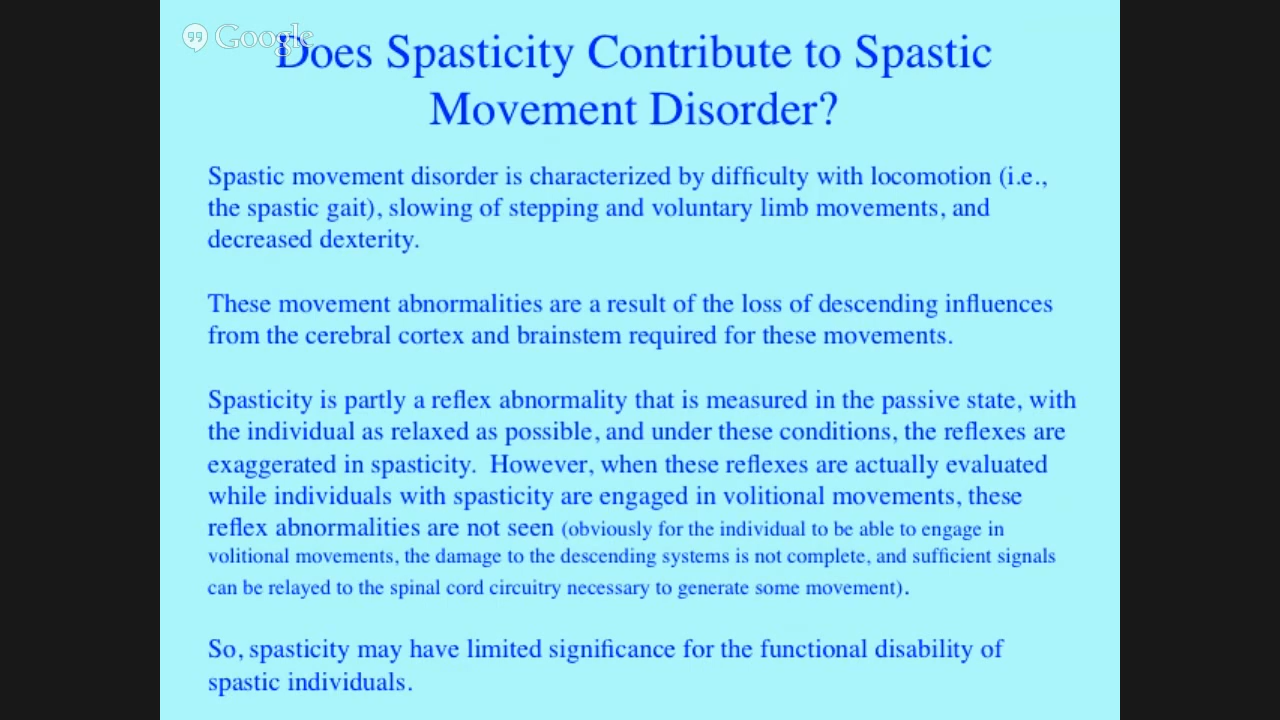 Google
Does Spasticity Contribute to Spastic
Movement Disorder?
Spastic movement disorder is characterized by difficulty with locomotion (i.e.,
the spastic gait), slowing of stepping and voluntary limb movements, and
decreased dexterity.
These movement abnormalities are a result of the loss of descending influences
from the cerebral cortex and brainstem required for these movements.
Spasticity is partly a reflex abnormality that is measured in the passive state, with
the individual as relaxed as possible, and under these conditions, the reflexes are
exaggerated in spasticity.  However, when these reflexes are actually evaluated
while individuals with spasticity are engaged in volitional movements, these
reflex abnormalities are not seen (obviously for the individual to be able to engage in
volitional movements, the damage to the descending systems is not complete, and sufficient signals
can be relayed to the spinal cord circuitry necessary to generate some movement).
So, spasticity may have limited significance for the functional disability of
spastic individuals.